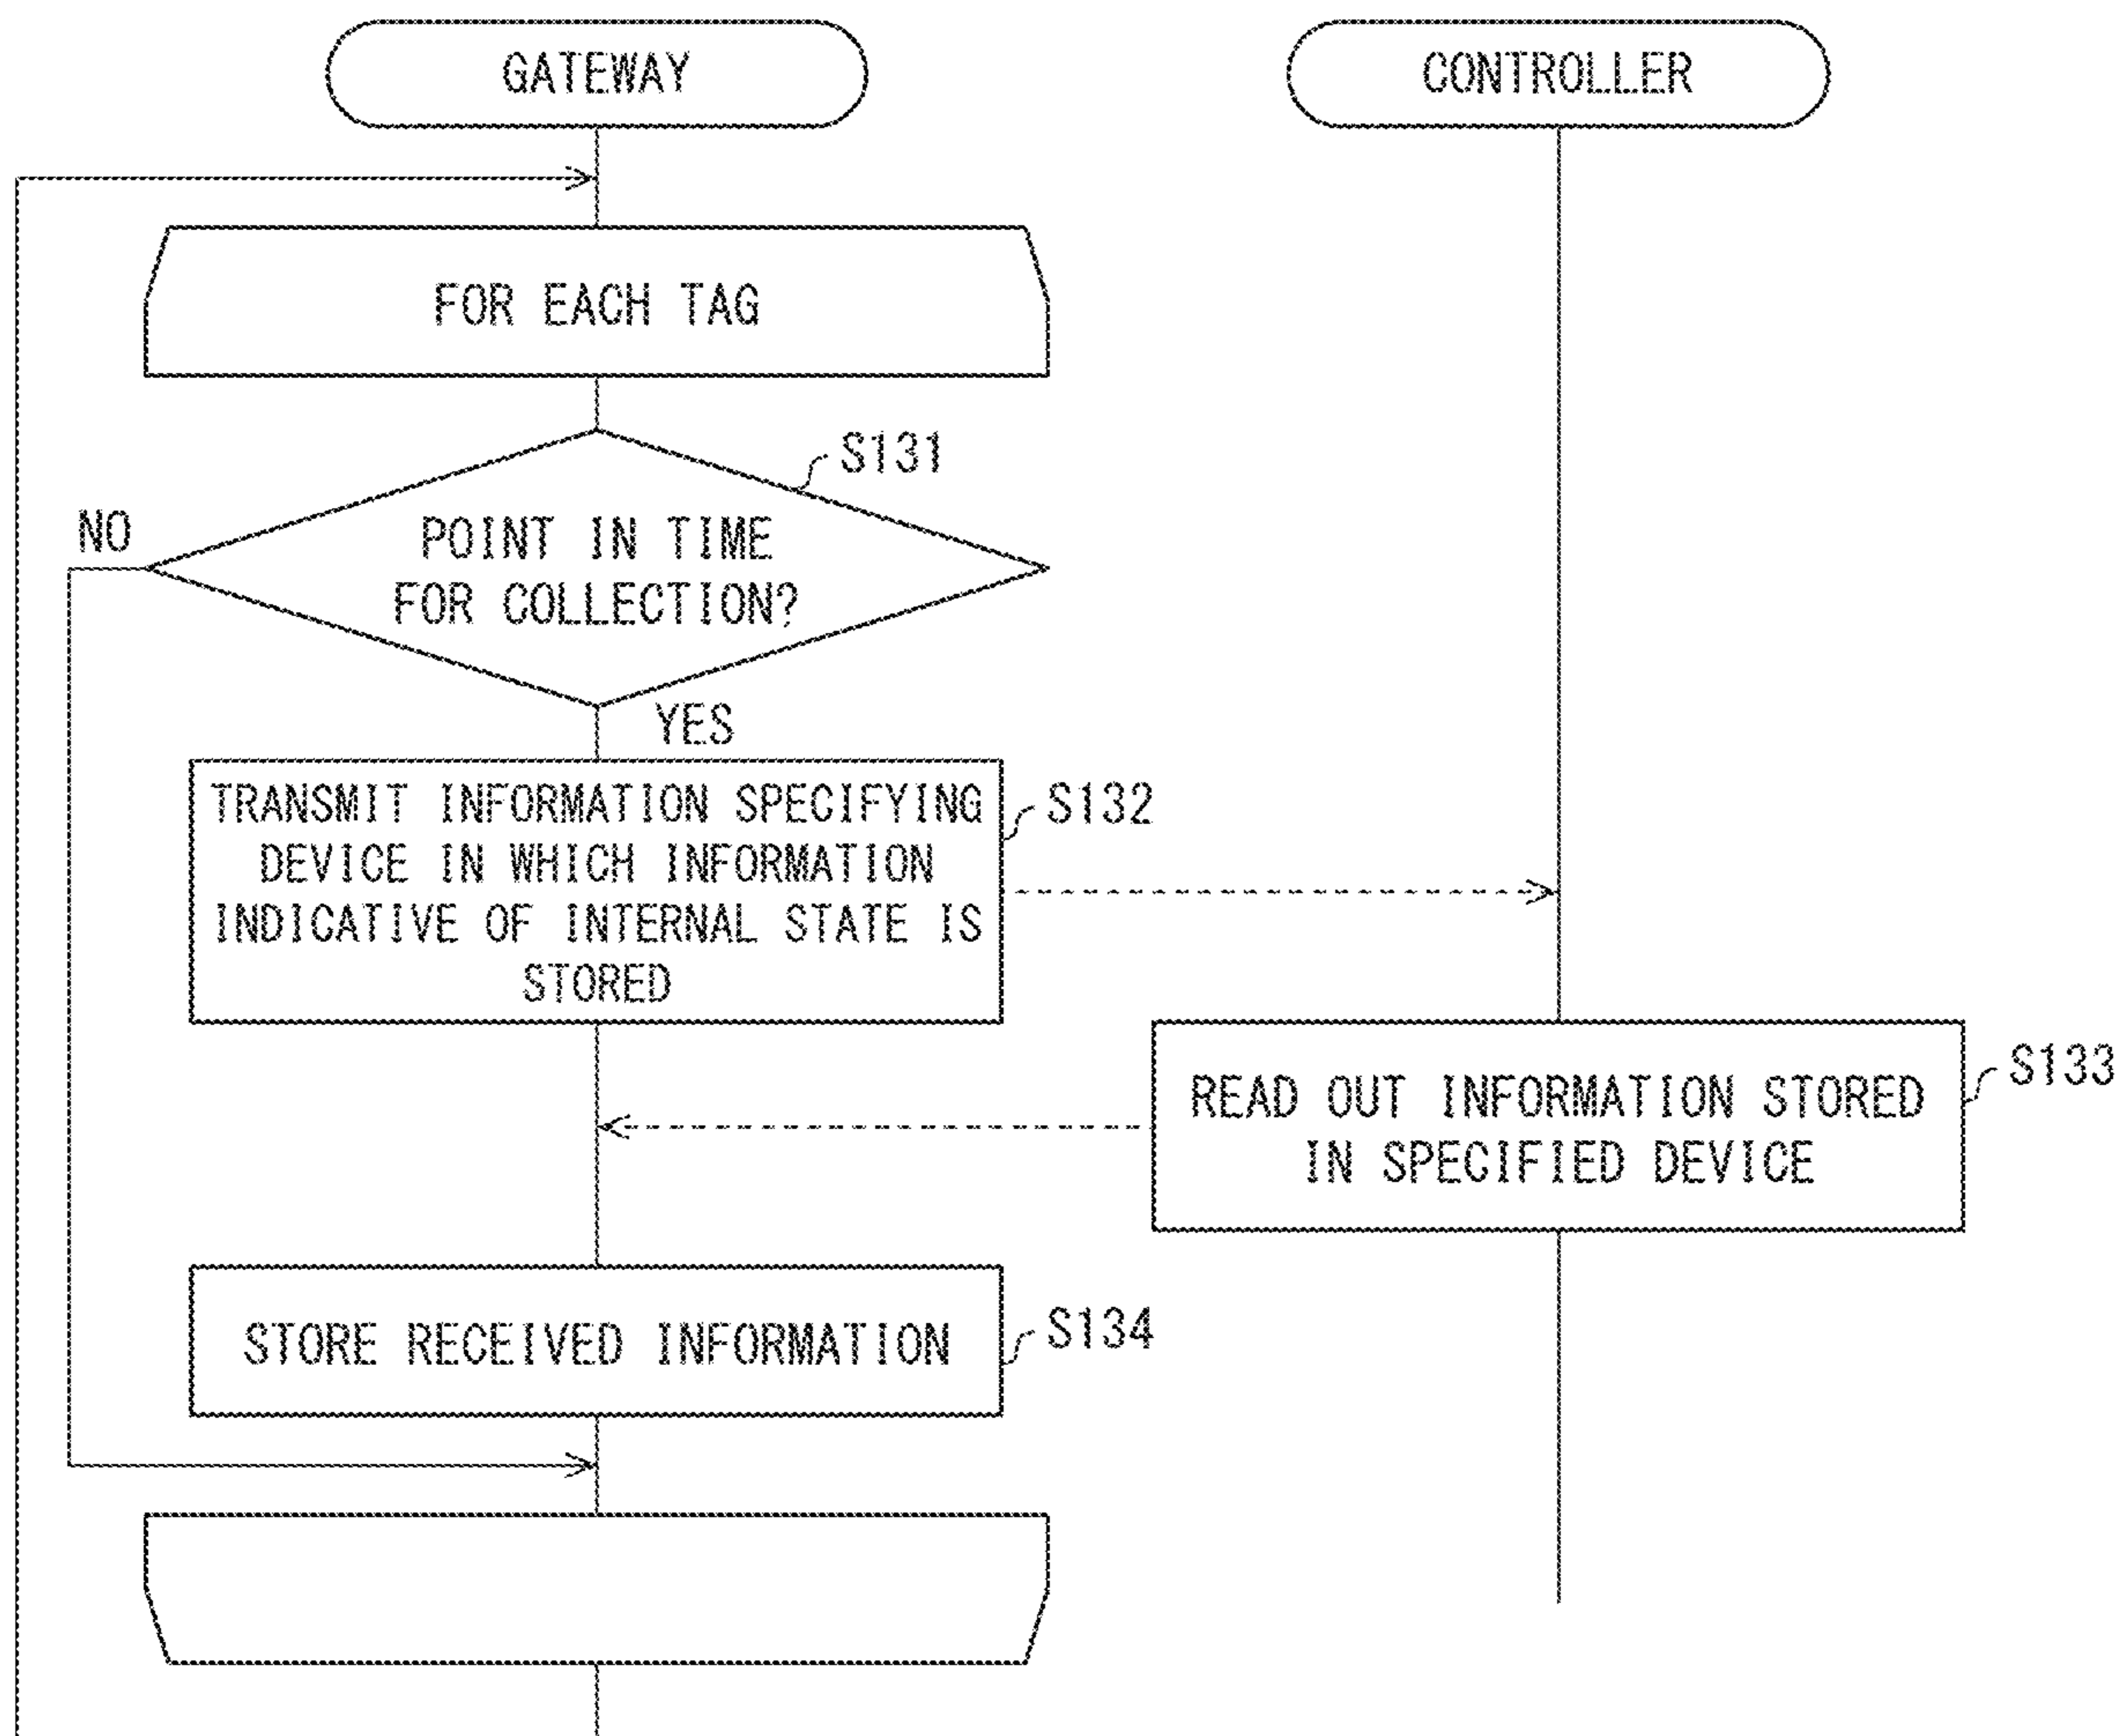 GATEWAY
CONTROLLER
FOR EACH TAG
S131
NO
POINT IN TIME
FOR COLLECTION?
YES
TRANSMIT INFORMATION SPECIFYING
DEVICE IN WHICH INFORMATION
INDICATIVE OF INTERNAL STATE IS
STORED
S132
READ OUT INFORMATION STORED
IN SPECIFIED DEVICE
S133
STORE RECEIVED INFORMATION
S134